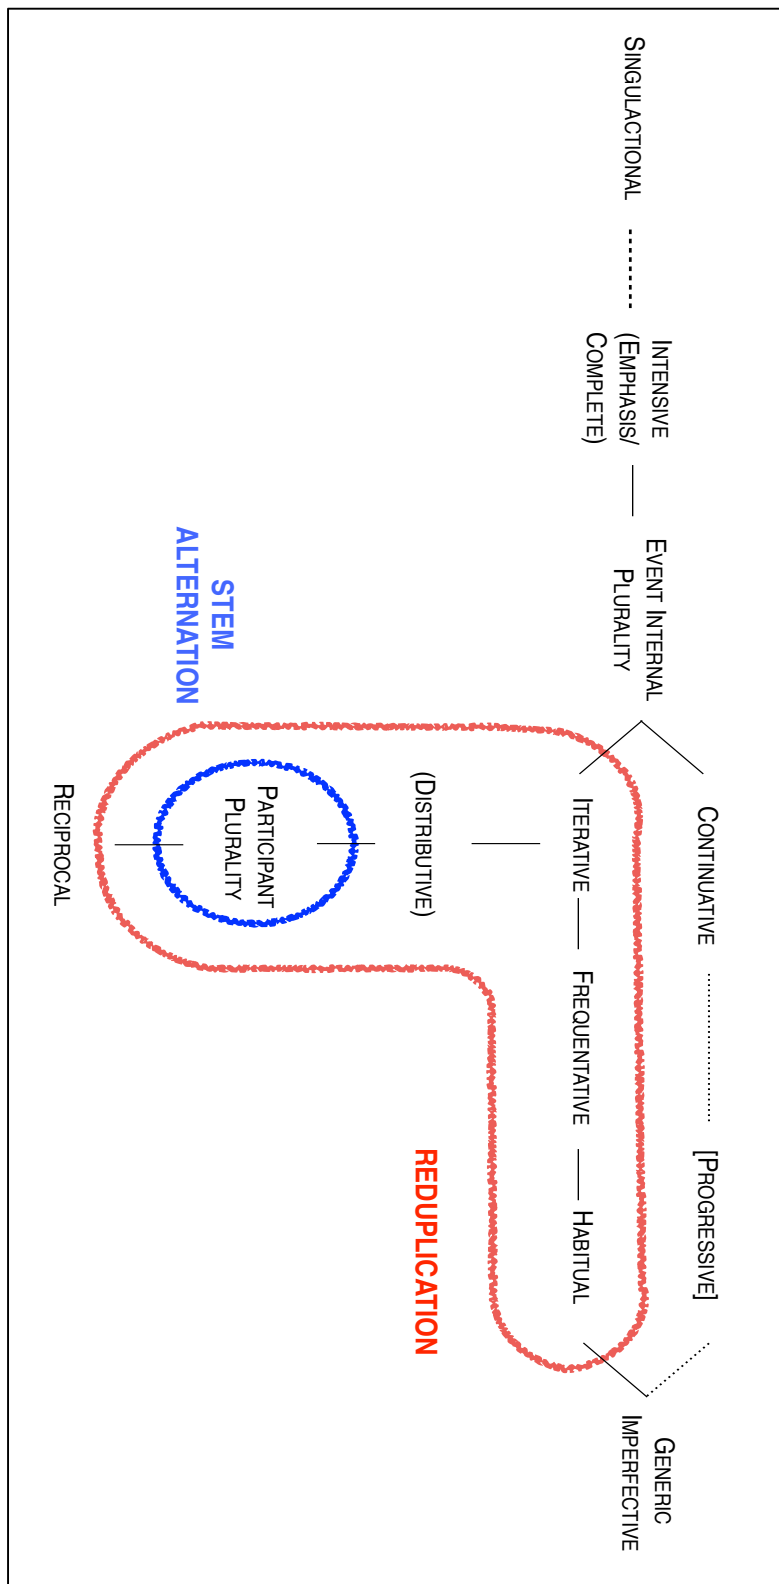 CONTINUATIVE
[PROGRESSIVE]
SINGULACTIONAL
INTENSIVE
(EMPHASIS/
COMPLETE)
EVENT INTERNAL
PLURALITY
GENERIC
IMPERFECTIVE
ITERATIVE
FREQUENTATIVE
HABITUAL
(DISTRIBUTIVE)
REDUPLICATION
STEM
ALTERNATION
PARTICIPANT
PLURALITY
RECIPROCAL